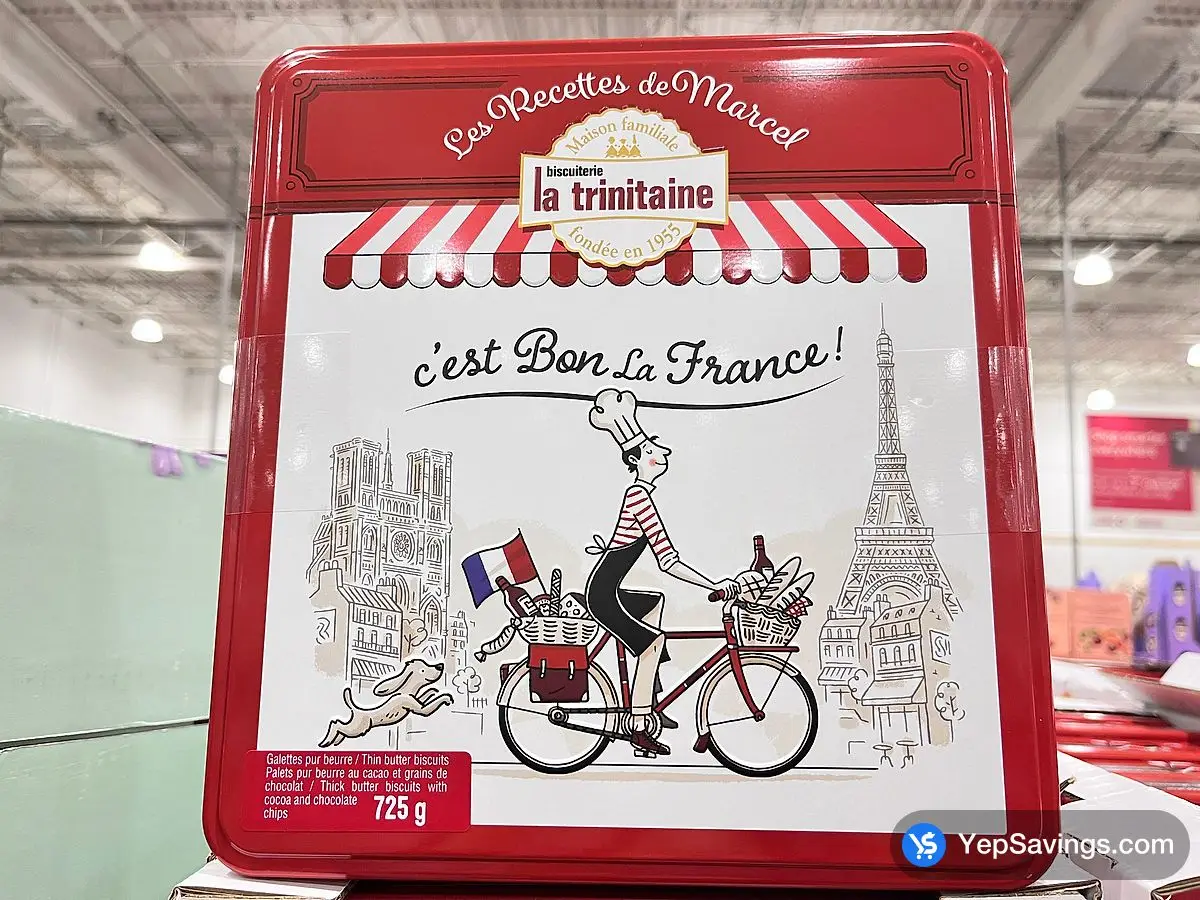 Les Recettes de Marcel
Maison familiale
biscuiterie
la trinitaine
fondée en 1955
c'est Bon La France!
Galettes pur beurre / Thin butter biscuits
Palets pur beurre au cacao et grains de
chocolat / Thick butter biscuits with
cocoa and chocolate
chips
725 g
YepSavings.com